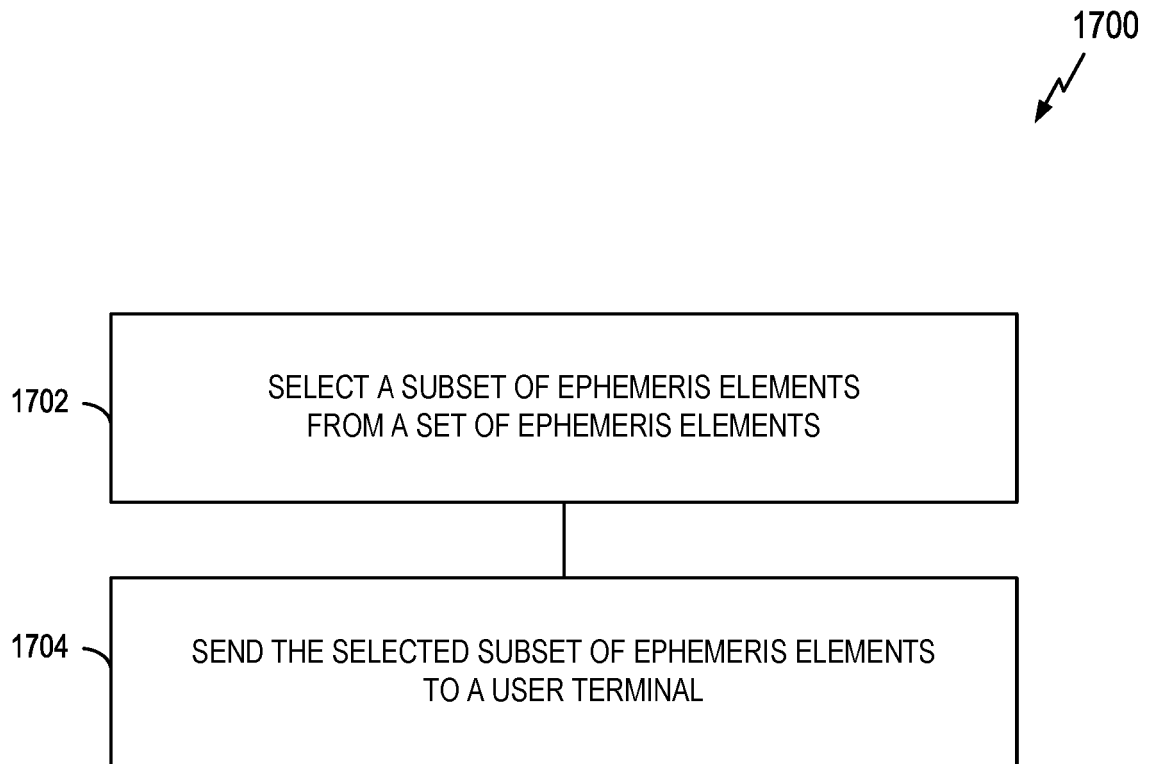 1700
1702
SELECT A SUBSET OF EPHEMERIS ELEMENTS
FROM A SET OF EPHEMERIS ELEMENTS
1704
SEND THE SELECTED SUBSET OF EPHEMERIS ELEMENTS
TO A USER TERMINAL